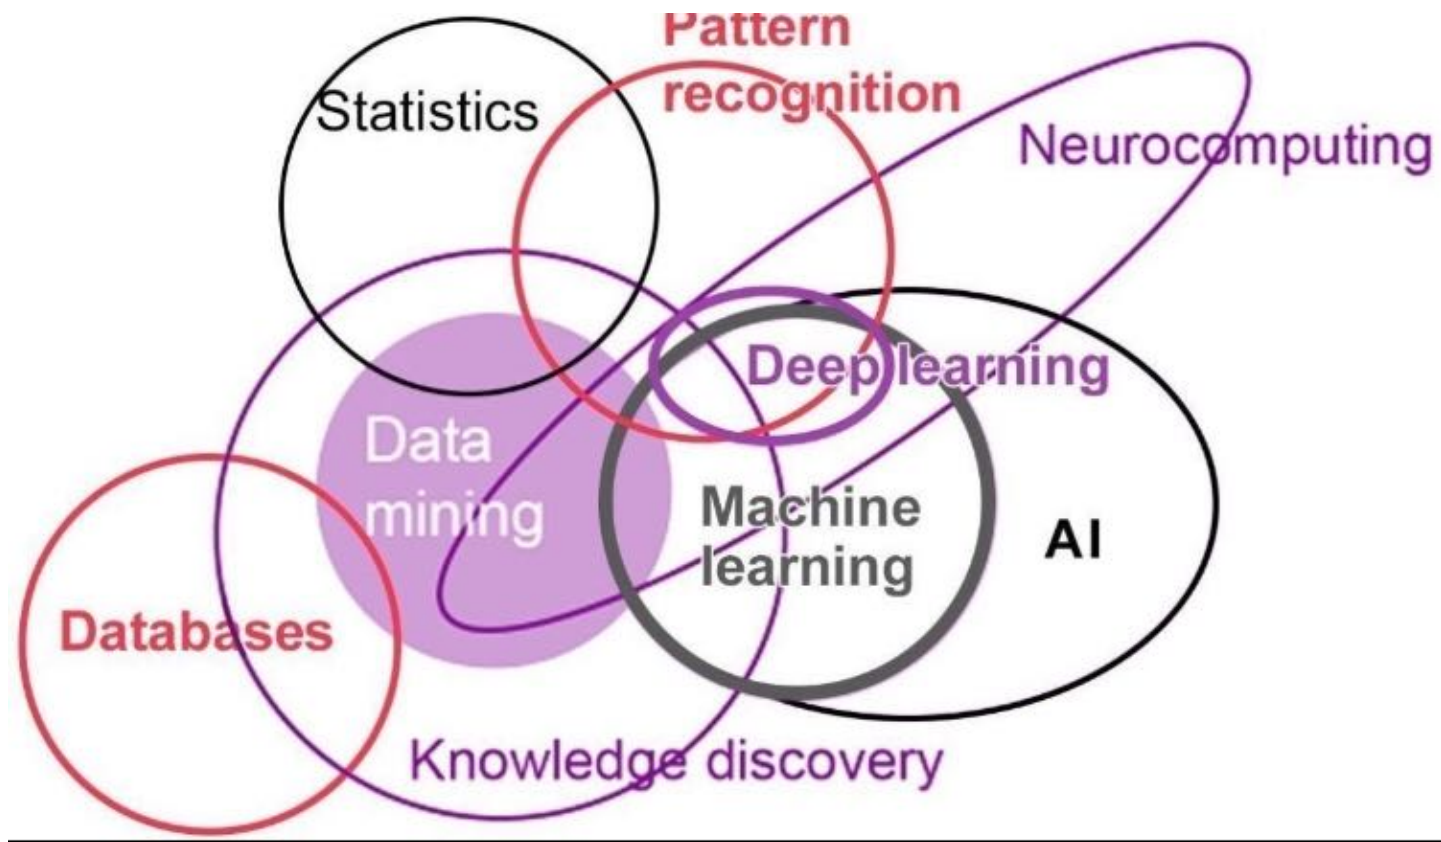 Pattern
recognition
Statistics
Neurocomputing
Deep learning
Data
mining
Machine
learning
AI
Databases
Knowledge discovery